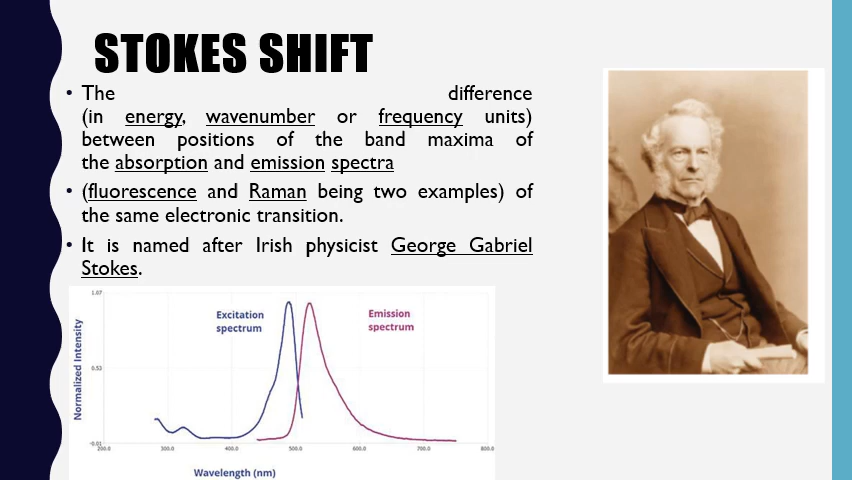 STOKES SHIFT
• The difference
(in energy, wavenumber or frequency units)
between positions of the band maxima of
the absorption and emission spectra
• (fluorescence and Raman being two examples) of
the same electronic transition.
• It is named after Irish physicist George Gabriel
Stokes.
1.07
Excitation
spectrum
Emission
spectrum
Normalized Intensity
0.53
-0.01
200.0 300.0 400.0 500.0 600.0 700.0 800.0
Wavelength (nm)